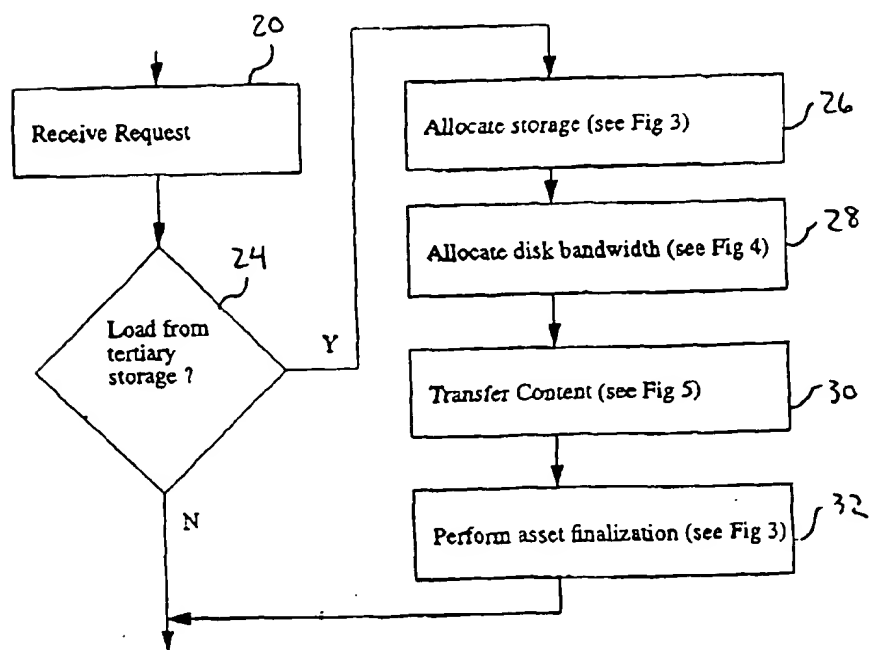 20
Receive Request
24
Load from
tertiary
storage ?
Y
N
Allocate storage (see Fig 3)
26
Allocate disk bandwidth (see Fig 4)
28
Transfer Content (see Fig 5)
30
Perform asset finalization (see Fig 3)
32